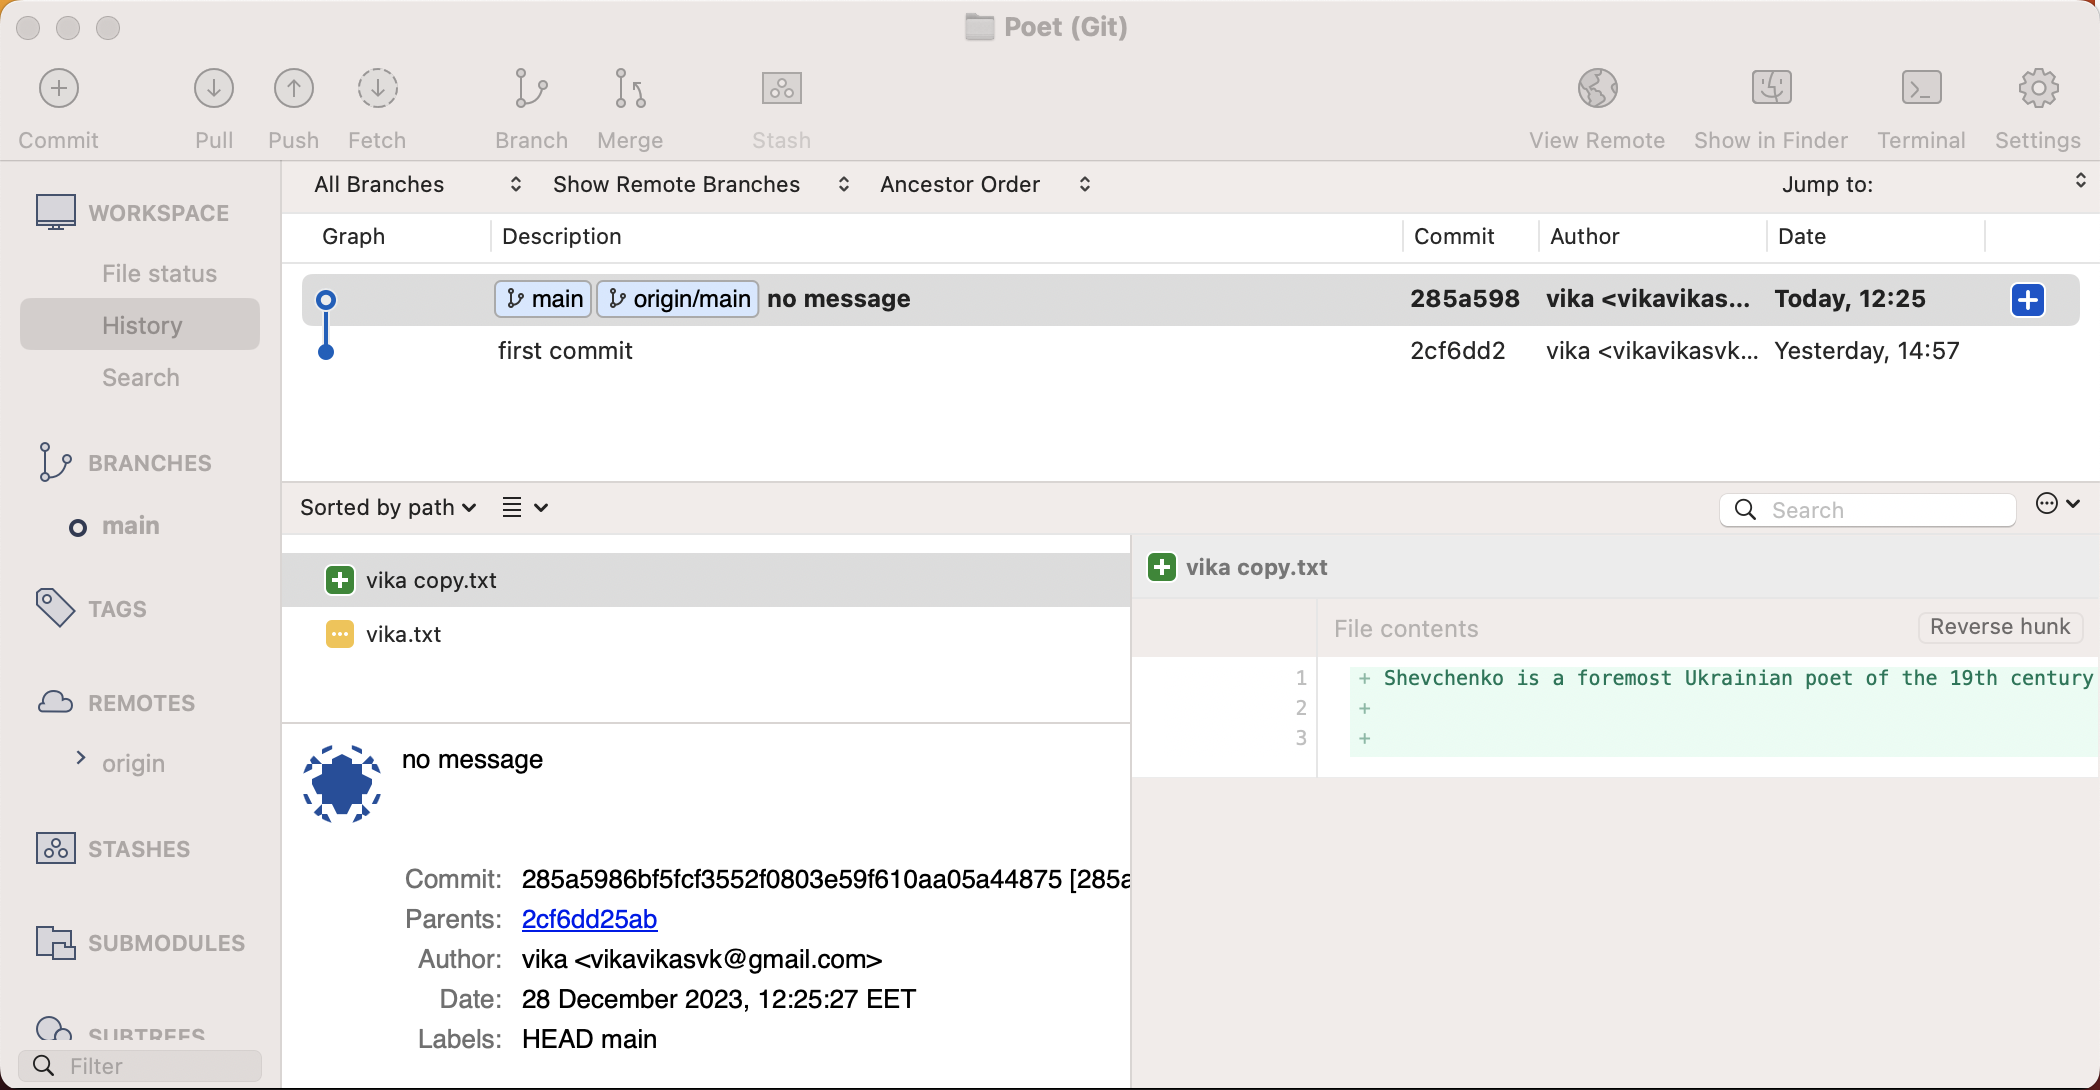 Poet (Git)
Commit Pull Push Fetch Branch Merge Stash View Remote Show in Finder Terminal Settings
WORKSPACE
File status
History
Search
BRANCHES
main
TAGS
REMOTES
origin
STASHES
SUBMODULES
SUBTREES
Filter
All Branches Show Remote Branches Ancestor Order Jump to:
Graph Description Commit Author Date
main origin/main no message 285a598 vika <vikavikas... Today, 12:25
first commit 2cf6dd2 vika <vikavikasvk... Yesterday, 14:57
Sorted by path Search
vika copy.txt
vika.txt
no message
Commit: 285a5986bf5fcf3552f0803e59f610aa05a44875 [285a
Parents: 2cf6dd25ab
Author: vika <vikavikasvk@gmail.com>
Date: 28 December 2023, 12:25:27 EET
Labels: HEAD main
vika copy.txt
File contents Reverse hunk
1 + Shevchenko is a foremost Ukrainian poet of the 19th century
2 +
3 +